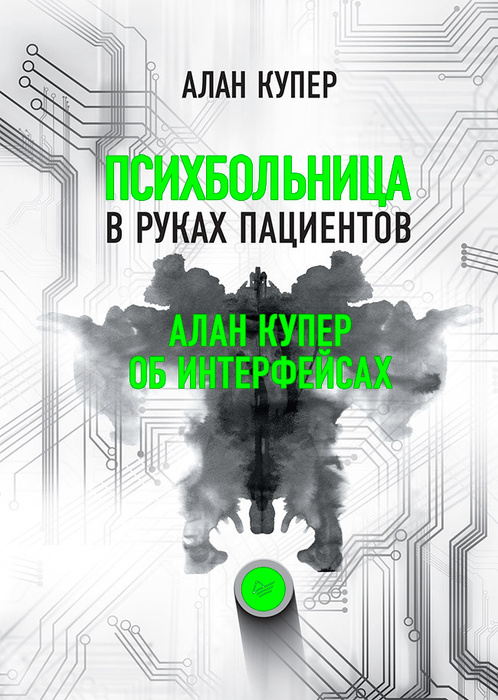 АЛАН КУПЕР
ПСИХБОЛЬНИЦА
В РУКАХ ПАЦИЕНТОВ
АЛАН КУПЕР
ОБ ИНТЕРФЕЙСАХ